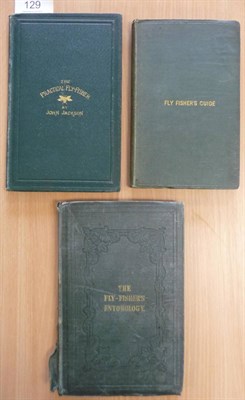 129
THE
PRACTICAL FLY-FISHER
BY
JOHN JACKSON
FLY FISHER'S GUIDE
THE
FLY-FISHER'S
ENTOMOLOGY.